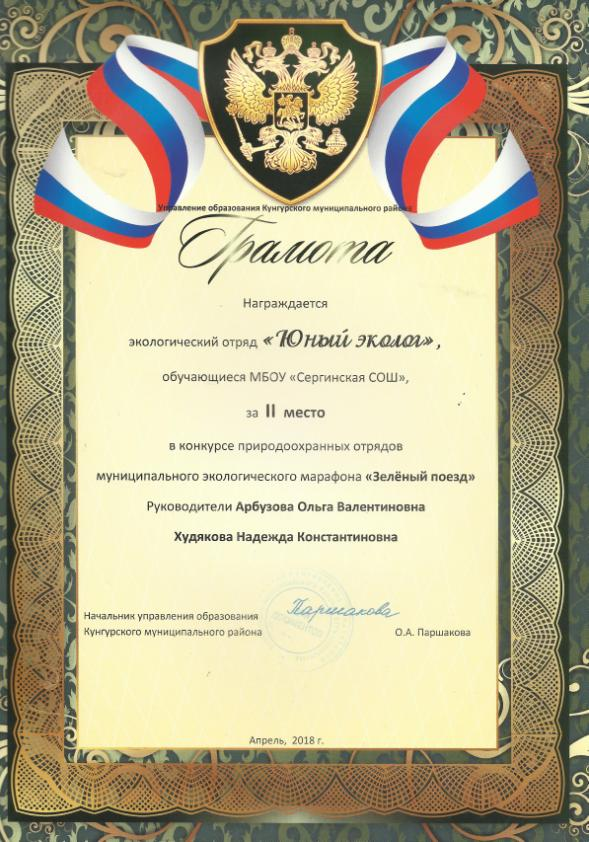 Управление образования Кунгурского муниципального района
Грамота
Награждается
экологический отряд «Юный эколог»,
обучающиеся МБОУ «Сергинская СОШ»,
за II место
в конкурсе природоохранных отрядов
муниципального экологического марафона «Зелёный поезд»
Руководители Арбузова Ольга Валентиновна
Худякова Надежда Константиновна
Паршакова
Начальник управления образования
Кунгурского муниципального района
О.А. Паршакова
ДОКУМЕНТОВ
Апрель, 2018 г.